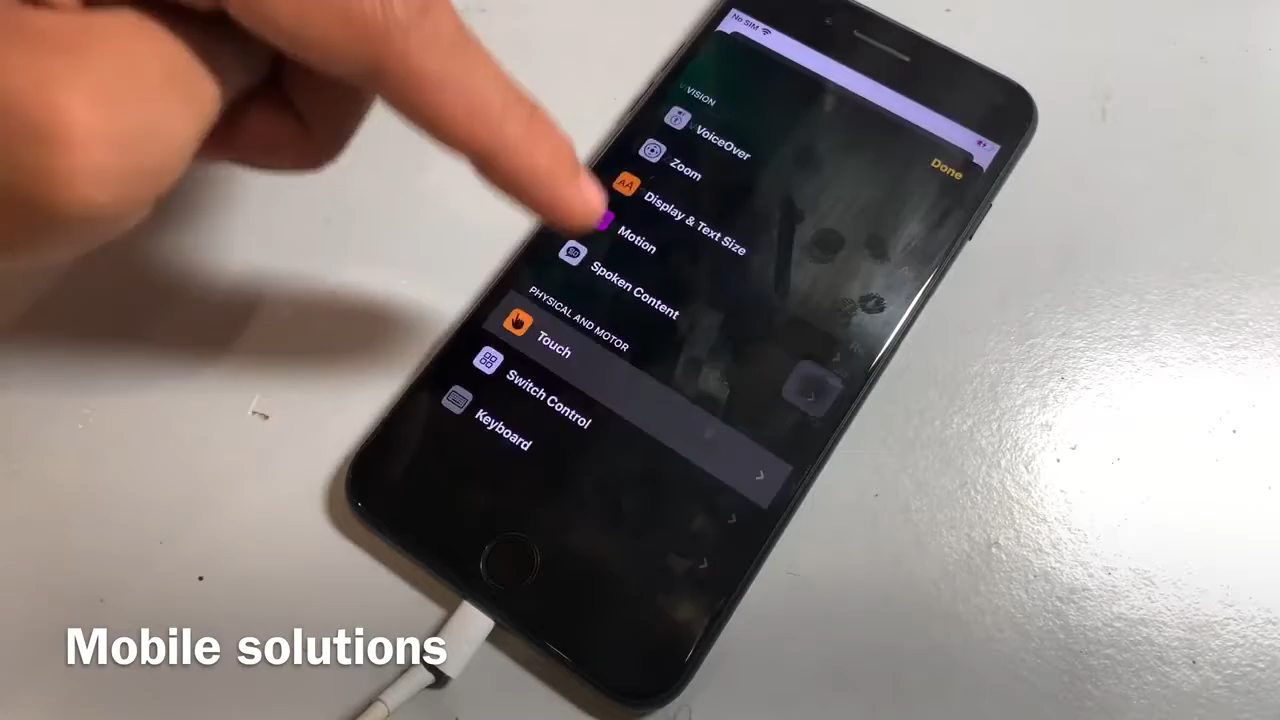 No SIM
Done
VISION
VoiceOver
Zoom
AA
Display & Text Size
Motion
Spoken Content
PHYSICAL AND MOTOR
Touch
Switch Control
Keyboard
Mobile solutions